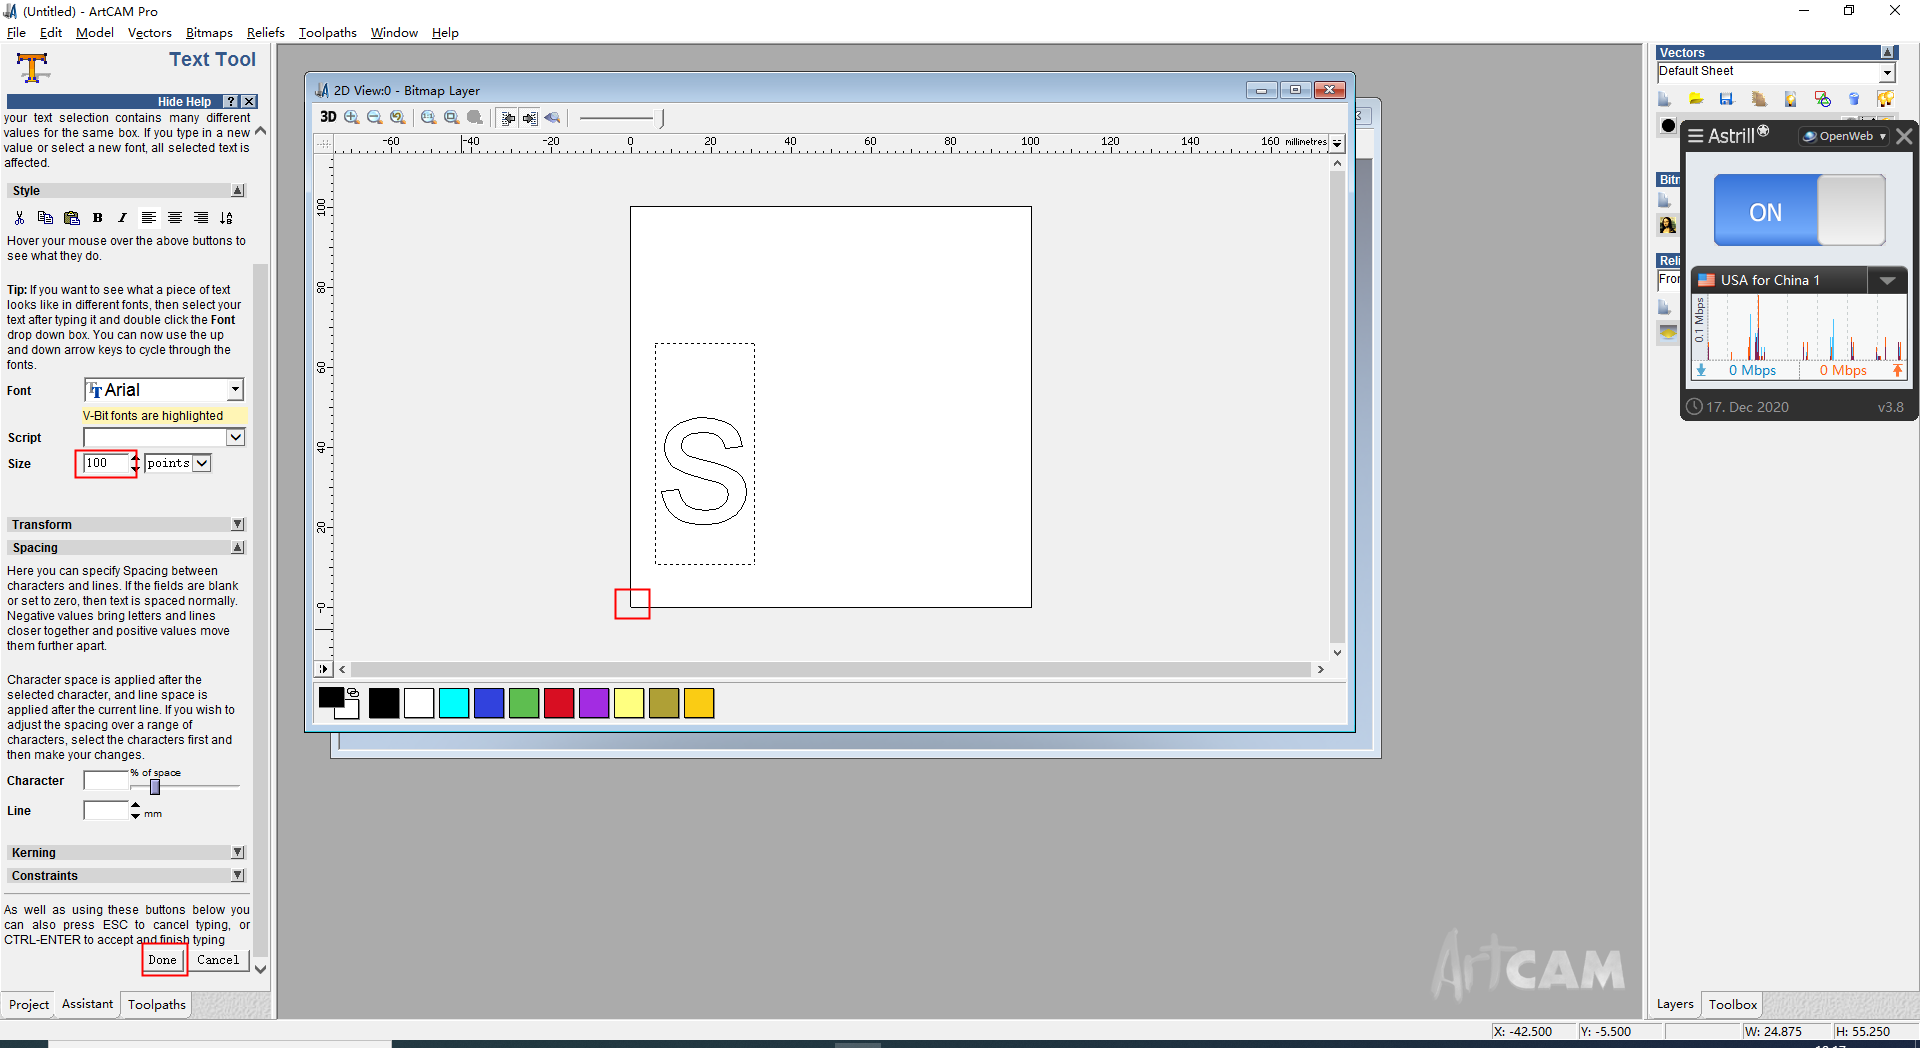 (Untitled) - ArtCAM Pro
File Edit Model Vectors Bitmaps Reliefs Toolpaths Window Help
Text Tool
Hide Help ?
your text selection contains many different
values for the same box. If you type in a new
value or select a new font, all selected text is
affected.
Style
B I
Hover your mouse over the above buttons to
see what they do.
Tip: If you want to see what a piece of text
looks like in different fonts, then select your
text after typing it and double click the Font
drop down box. You can now use the up
and down arrow keys to cycle through the
fonts.
Font Arial
V-Bit fonts are highlighted
Script
Size 100 points
Transform
Spacing
Here you can specify Spacing between
characters and lines. If the fields are blank
or set to zero, then text is spaced normally.
Negative values bring letters and lines
closer together and positive values move
them further apart.
Character space is applied after the
selected character, and line space is
applied after the current line. If you wish to
adjust the spacing over a range of
characters, select the characters first and
then make your changes.
Character % of space
Line mm
Kerning
Constraints
As well as using these buttons below you
can also press ESC to cancel typing, or
CTRL-ENTER to accept and finish typing
Done Cancel
Project Assistant Toolpaths
2D View:0 - Bitmap Layer
3D
-60 -40 -20 0 20 40 60 80 100 120 140 160 millimetres
100
80
60
40
20
-0
S
ArtCAM
Vectors
Default Sheet
Bitm
Reli
Fron
Astrill OpenWeb
ON
USA for China 1
0.1 Mbps
0 Mbps 0 Mbps
17. Dec 2020 v3.8
Layers Toolbox
X: -42.500 Y: -5.500 W: 24.875 H: 55.250